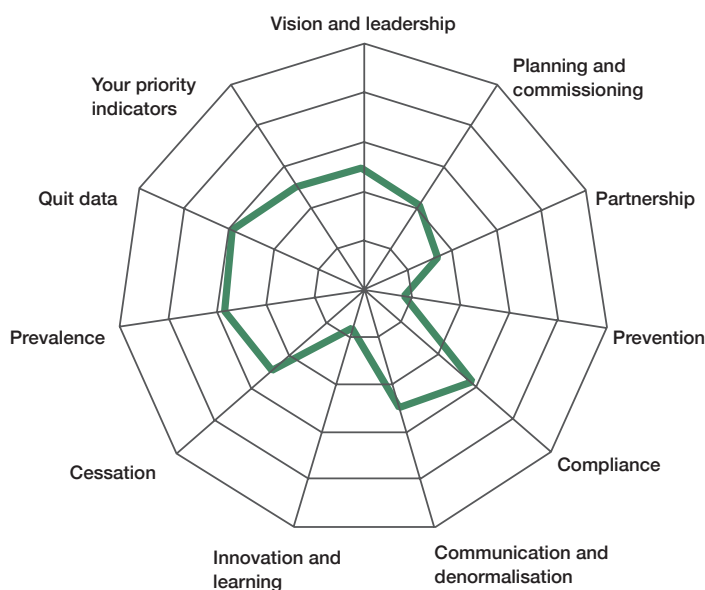 Vision and leadership
Planning and
commissioning
Partnership
Prevention
Compliance
Communication and
denormalisation
Innovation and
learning
Cessation
Prevalence
Quit data
Your priority
indicators